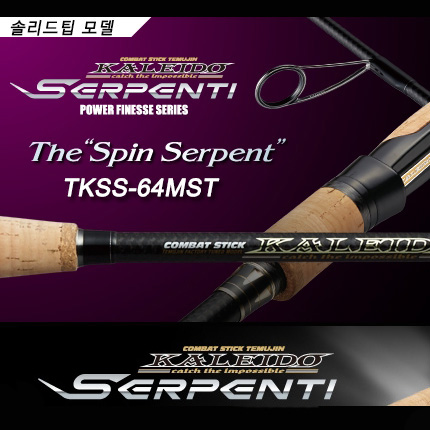 솔리드팁 모델
COMBAT STICK TEMUJIN
KALEIDO
catch the impossible
SERPENTI
POWER FINESSE SERIES
The "Spin Serpent"
TKSS-64MST
COMBAT STICK KALEIDO
catch the impossible
COMBAT STICK TEMUJIN
KALEIDO
catch the impossible
SERPENTI